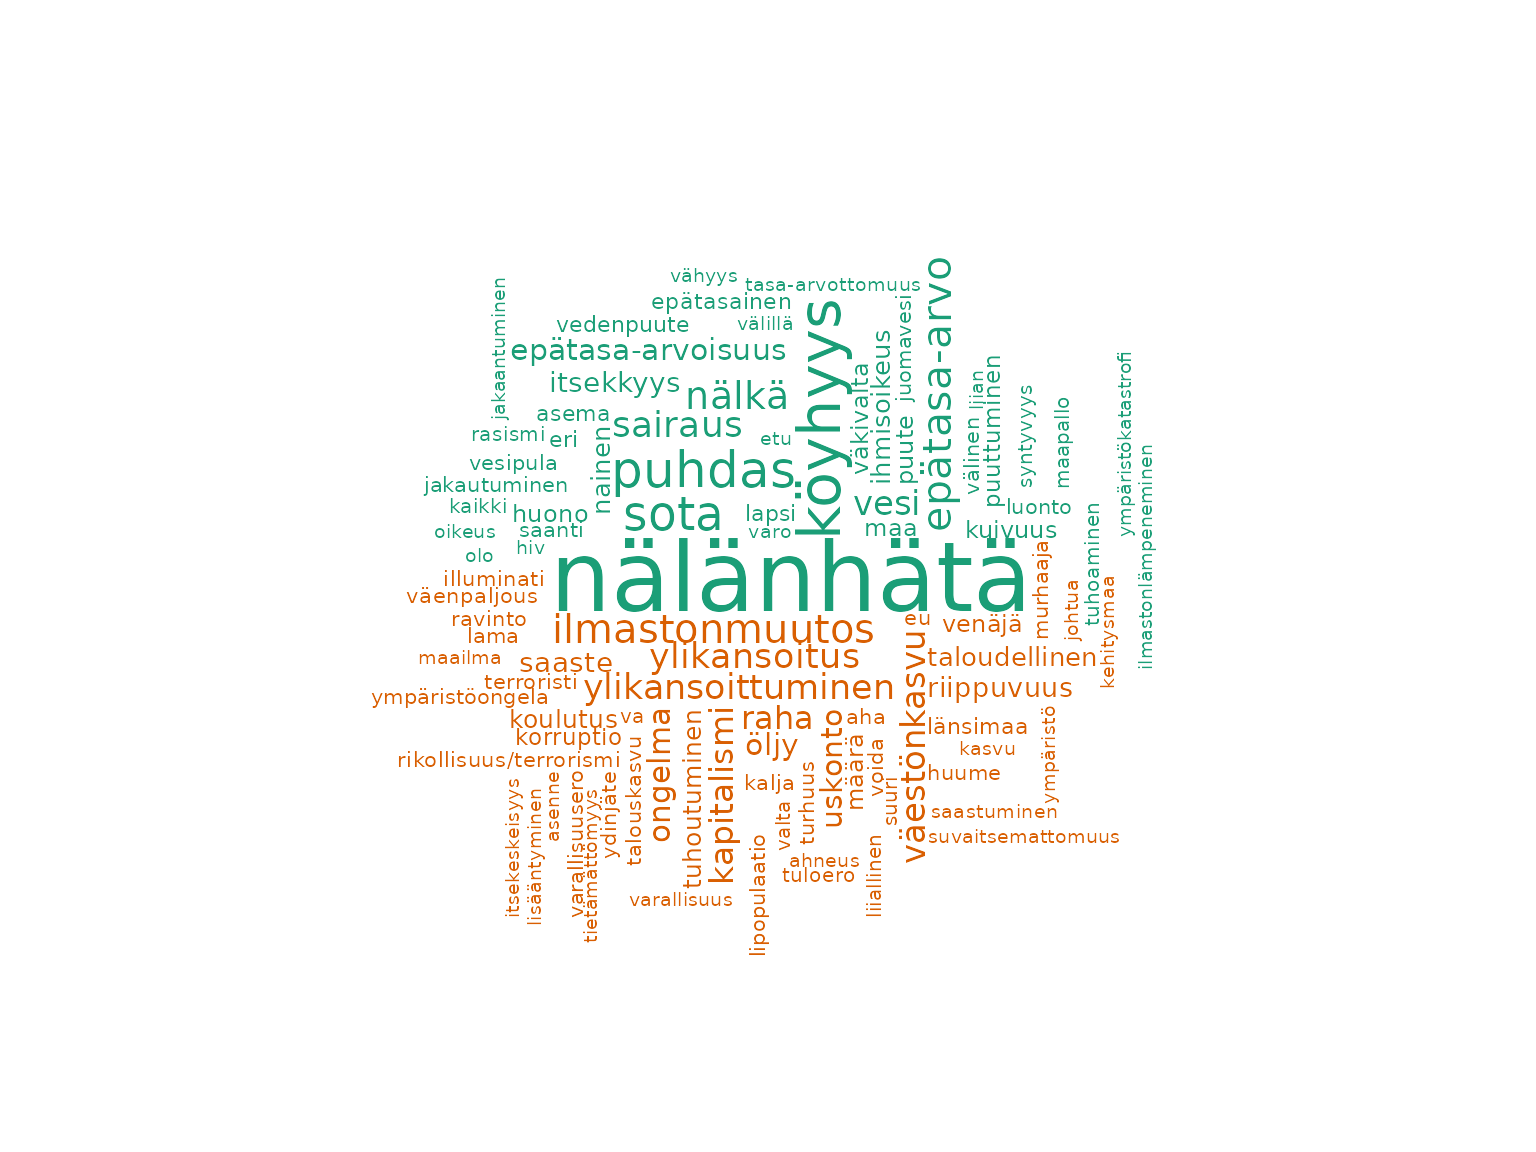 vähyys
tasa-arvottomuus
jakaantuminen
epätasainen
vedenpuute
välillä
epätasa-arvoisuus
köyhyys
juomavesi
epätasa-arvo
itsekkyys
nälkä
väkivalta
ihmisoikeus
puute
välinen
puuttuminen
syntyvyys
maapallo
ympäristökatastrofi
asema
sairaus
rasismi
eri
nainen
etu
vesipula
puhdas
jakautuminen
vesi
kaikki
huono
sota
lapsi
luonto
oikeus
saanti
varo
maa
kuivuus
olo
hiv
tuhoaminen
ilmastonlämpeneminen
nälänhätä
illuminati
väenpaljous
murhaaja
johtua
kehitysmaa
ravinto
ilmastonmuutos
eu
venäjä
lama
maailma
saaste
ylikansoitus
väestönkasvu
taloudellinen
terroristi
ylikansoittuminen
riippuvuus
ympäristöongela
koulutus
va
raha
aha
länsimaa
ympäristö
korruptio
talouskasvu
ongelma
tuhoutuminen
kapitalismi
öljy
uskonto
määrä
voida
kasvu
rikollisuus/terrorismi
kalja
turhuus
suuri
huume
itsekeskeisyys
lisääntyminen
asenne
varallisuusero
tietämättömyys
ydinjäte
valta
saastuminen
suvaitsemattomuus
ahneus
tuloero
liiallinen
varallisuus
lipopulaatio